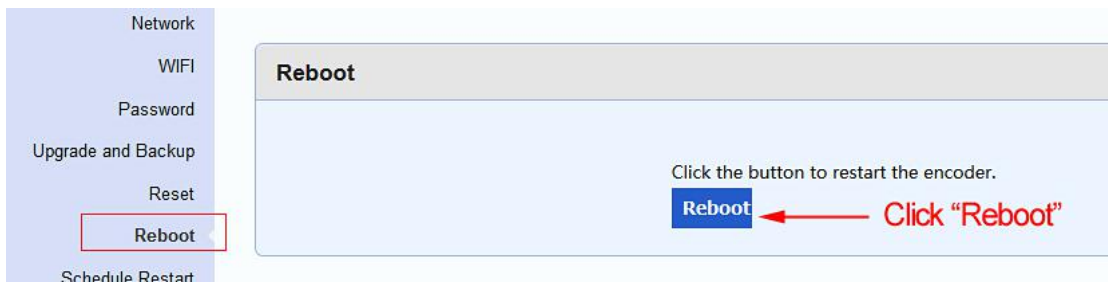 Network
WIFI
Password
Upgrade and Backup
Reset
Reboot
Schedule Restart
Reboot
Click the button to restart the encoder.
Reboot
Click “Reboot”